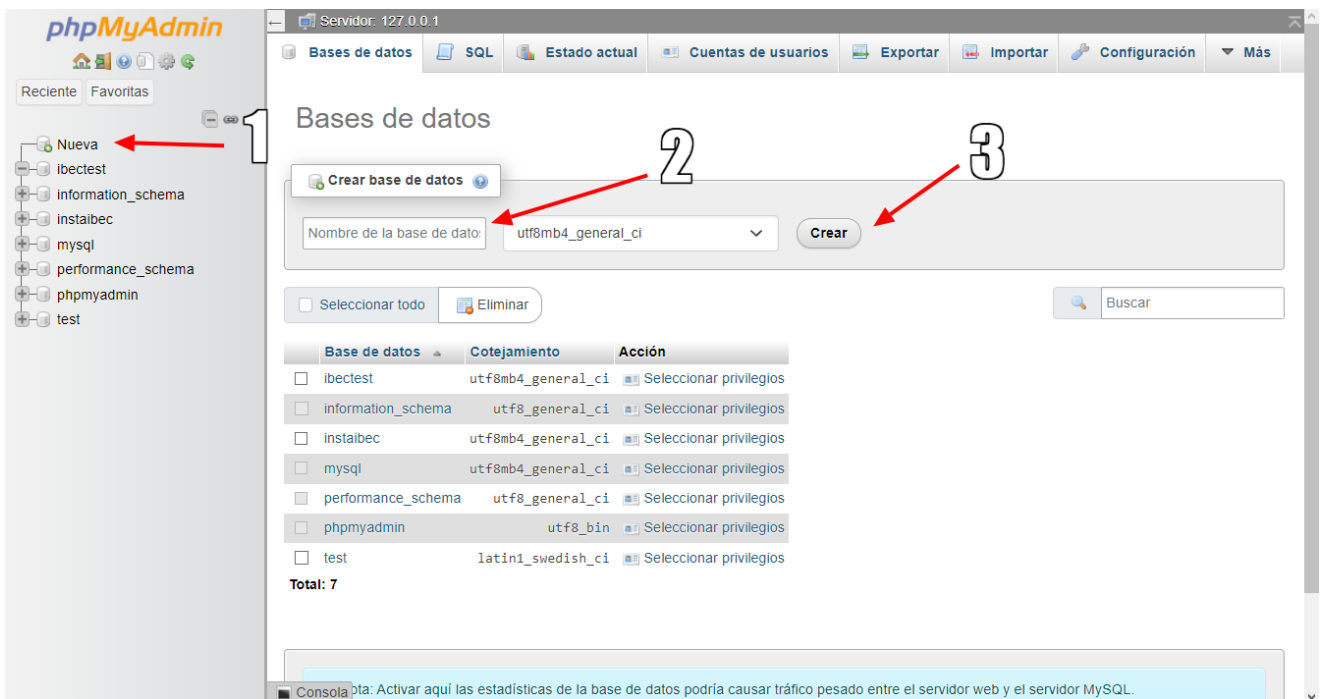 phpMyAdmin
Reciente Favoritas
Nueva
ibectest
information_schema
instaibec
mysql
performance_schema
phpmyadmin
test
1
Servidor: 127.0.0.1
Bases de datos SQL Estado actual Cuentas de usuarios Exportar Importar Configuración Más
Bases de datos
2
3
Crear base de datos
Nombre de la base de dato utf8mb4_general_ci Crear
Seleccionar todo Eliminar Buscar
Base de datos Cotejamiento Acción
ibectest utf8mb4_general_ci Seleccionar privilegios
information_schema utf8_general_ci Seleccionar privilegios
instaibec utf8mb4_general_ci Seleccionar privilegios
mysql utf8mb4_general_ci Seleccionar privilegios
performance_schema utf8_general_ci Seleccionar privilegios
phpmyadmin utf8_bin Seleccionar privilegios
test latin1_swedish_ci Seleccionar privilegios
Total: 7
Consola ota: Activar aquí las estadísticas de la base de datos podría causar tráfico pesado entre el servidor web y el servidor MySQL.